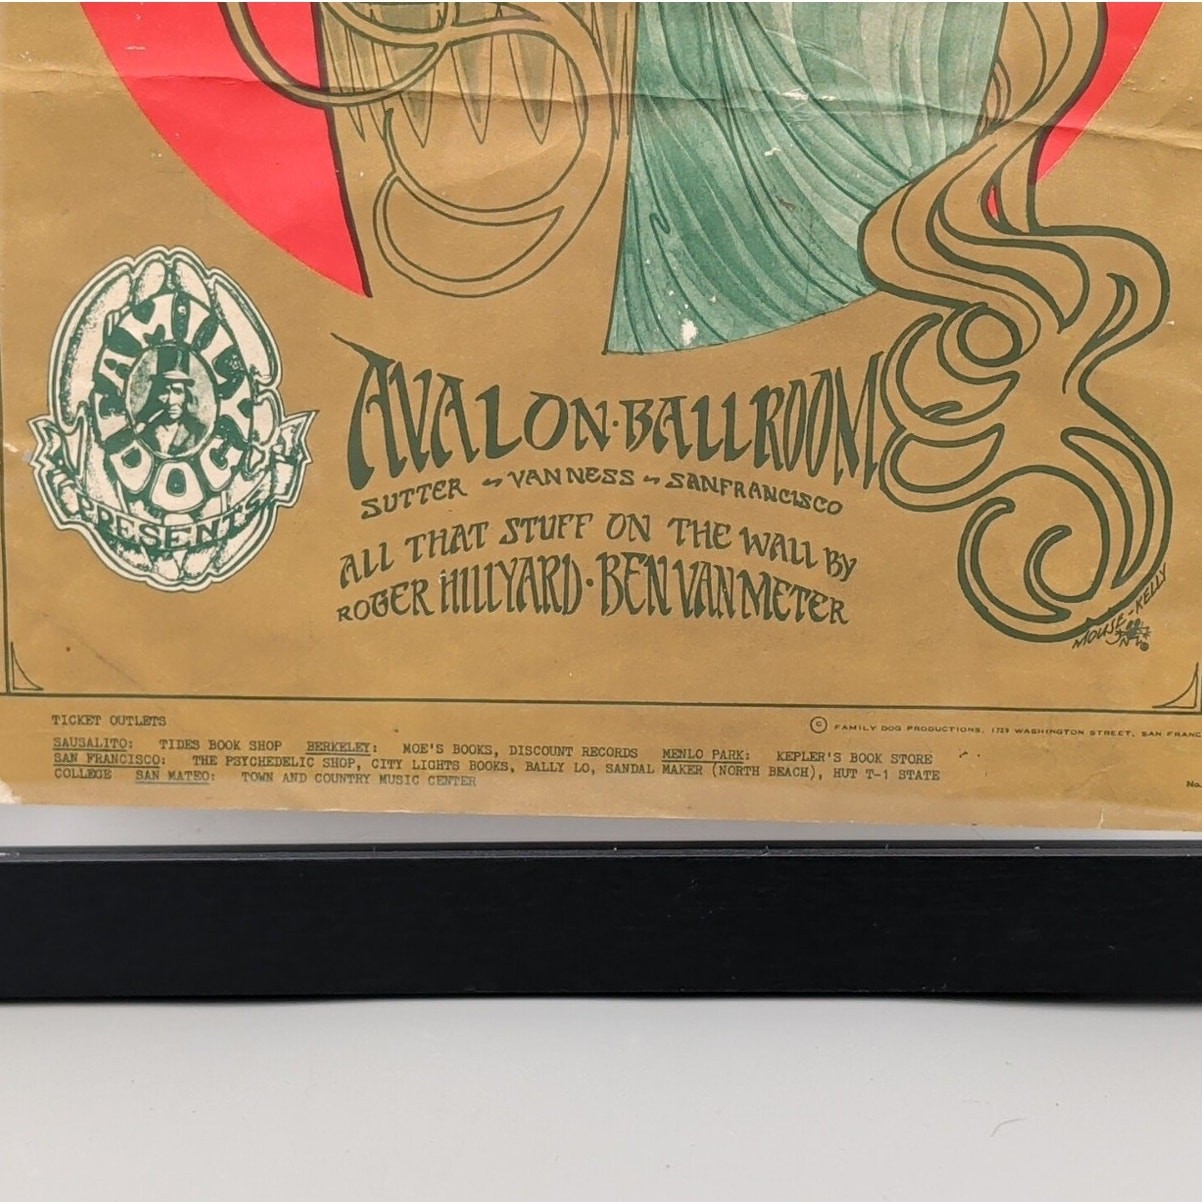 FAMILY
DOG
PRESENTS
AVALON·BALLROOM
SUTTER ~ VAN NESS ~ SANFRANCISCO
ALL THAT STUFF ON THE WALL BY
ROGER HILLYARD · BEN VAN METER
MOUSE-KELLY
TICKET OUTLETS
© FAMILY DOG PRODUCTIONS, 1725 WASHINGTON STREET, SAN FRANC
SAUSALITO: TIDES BOOK SHOP BERKELEY: MOE'S BOOKS, DISCOUNT RECORDS MENLO PARK: KEPLER'S BOOK STORE
SAN FRANCISCO: THE PSYCHEDELIC SHOP, CITY LIGHTS BOOKS, BALLY LO, SANDAL MAKER (NORTH BEACH), HUT T-1 STATE
COLLEGE SAN MATEO: TOWN AND COUNTRY MUSIC CENTER
No.